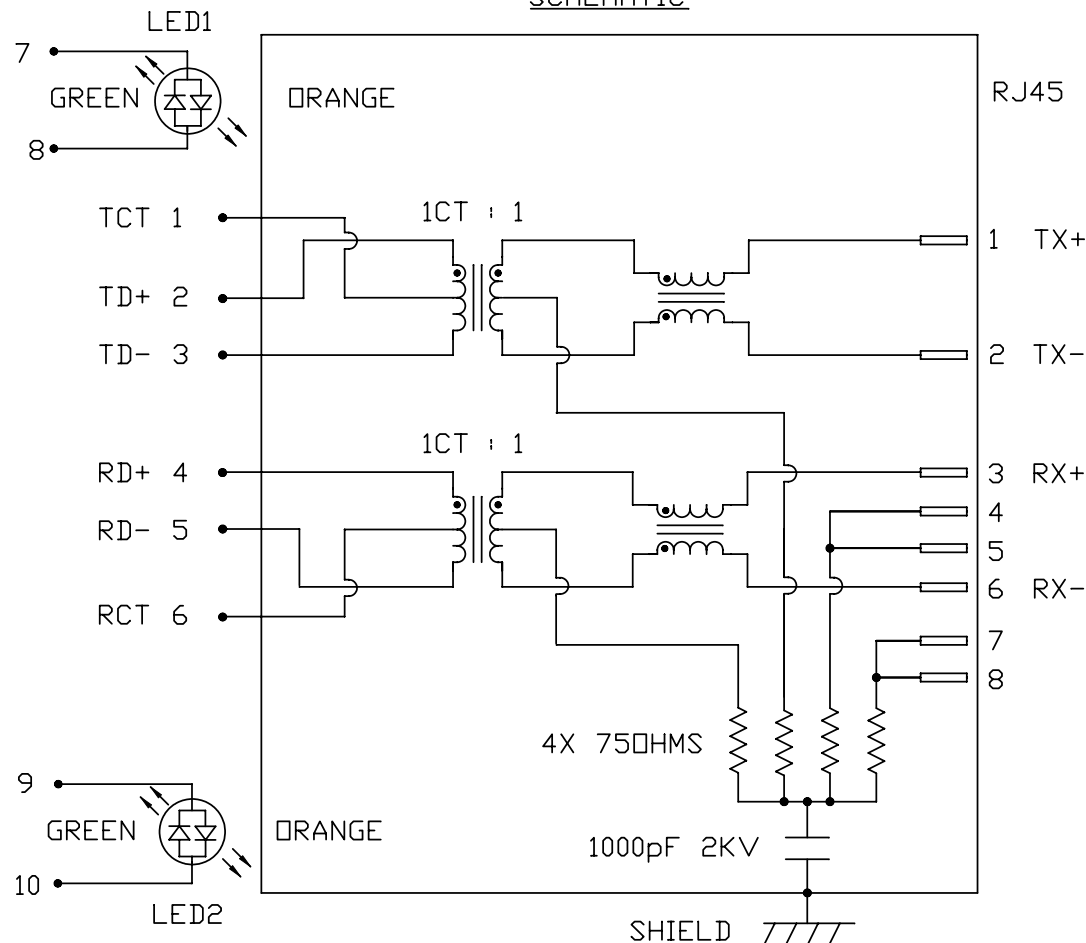 SCHEMATIC
LED1
7
GREEN
ORANGE
RJ45
8
TCT 1
1CT : 1
1 TX+
TD+ 2
TD- 3
2 TX-
1CT : 1
RD+ 4
3 RX+
4
RD- 5
5
6 RX-
RCT 6
7
8
4X 75OHMS
9
GREEN
ORANGE
1000pF 2KV
10
LED2
SHIELD